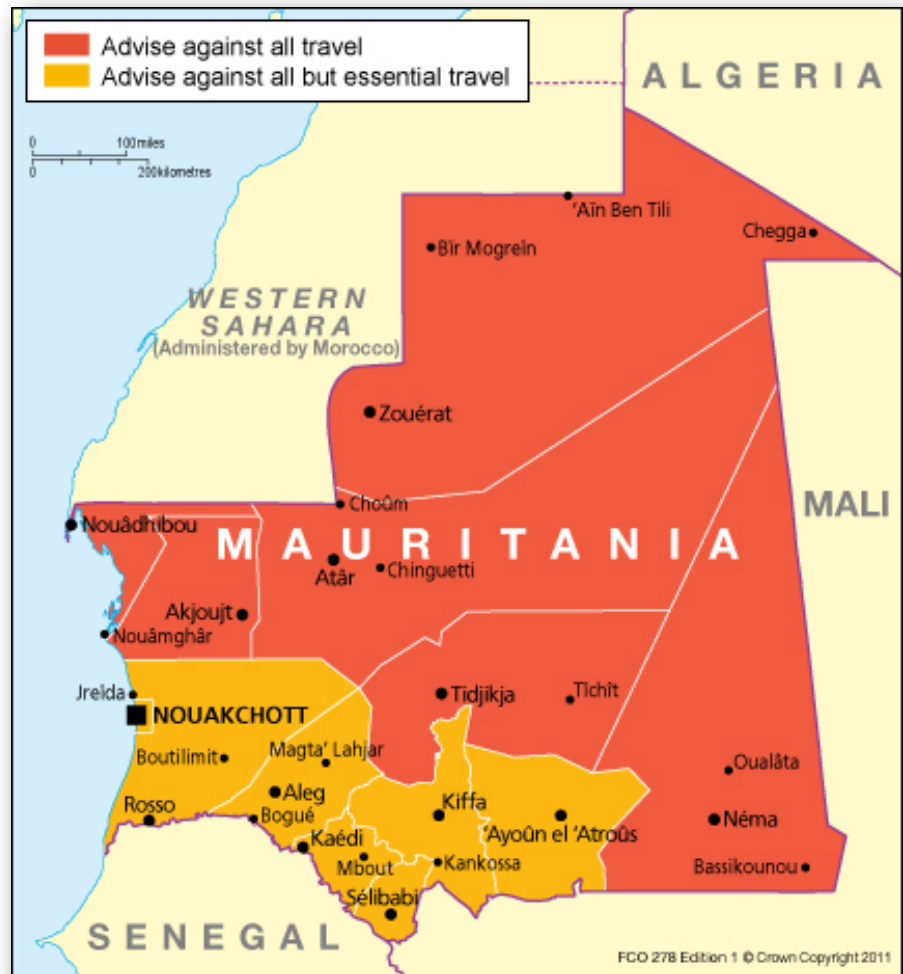 Advise against all travel
Advise against all but essential travel
ALGERIA
0 100miles
0 200kilometres
'Aïn Ben Tili
Chegga
Bîr Mogreïn
WESTERN
SAHARA
(Administered by Morocco)
Zouérat
Choûm
MALI
Nouâdhibou
MAURITANIA
Atâr
Chinguetti
Akjoujt
Nouâmghâr
Jreïda
Tidjikja
Tîchît
NOUAKCHOTT
Boutilimit
Magta' Lahjar
Oualâta
Aleg
Kiffa
Rosso
Bogué
'Ayoûn el 'Atroûs
Néma
Kaédi
Mbout
Kankossa
Bassikounou
Sélibabi
SENEGAL
FCO 278 Edition 1 © Crown Copyright 2011